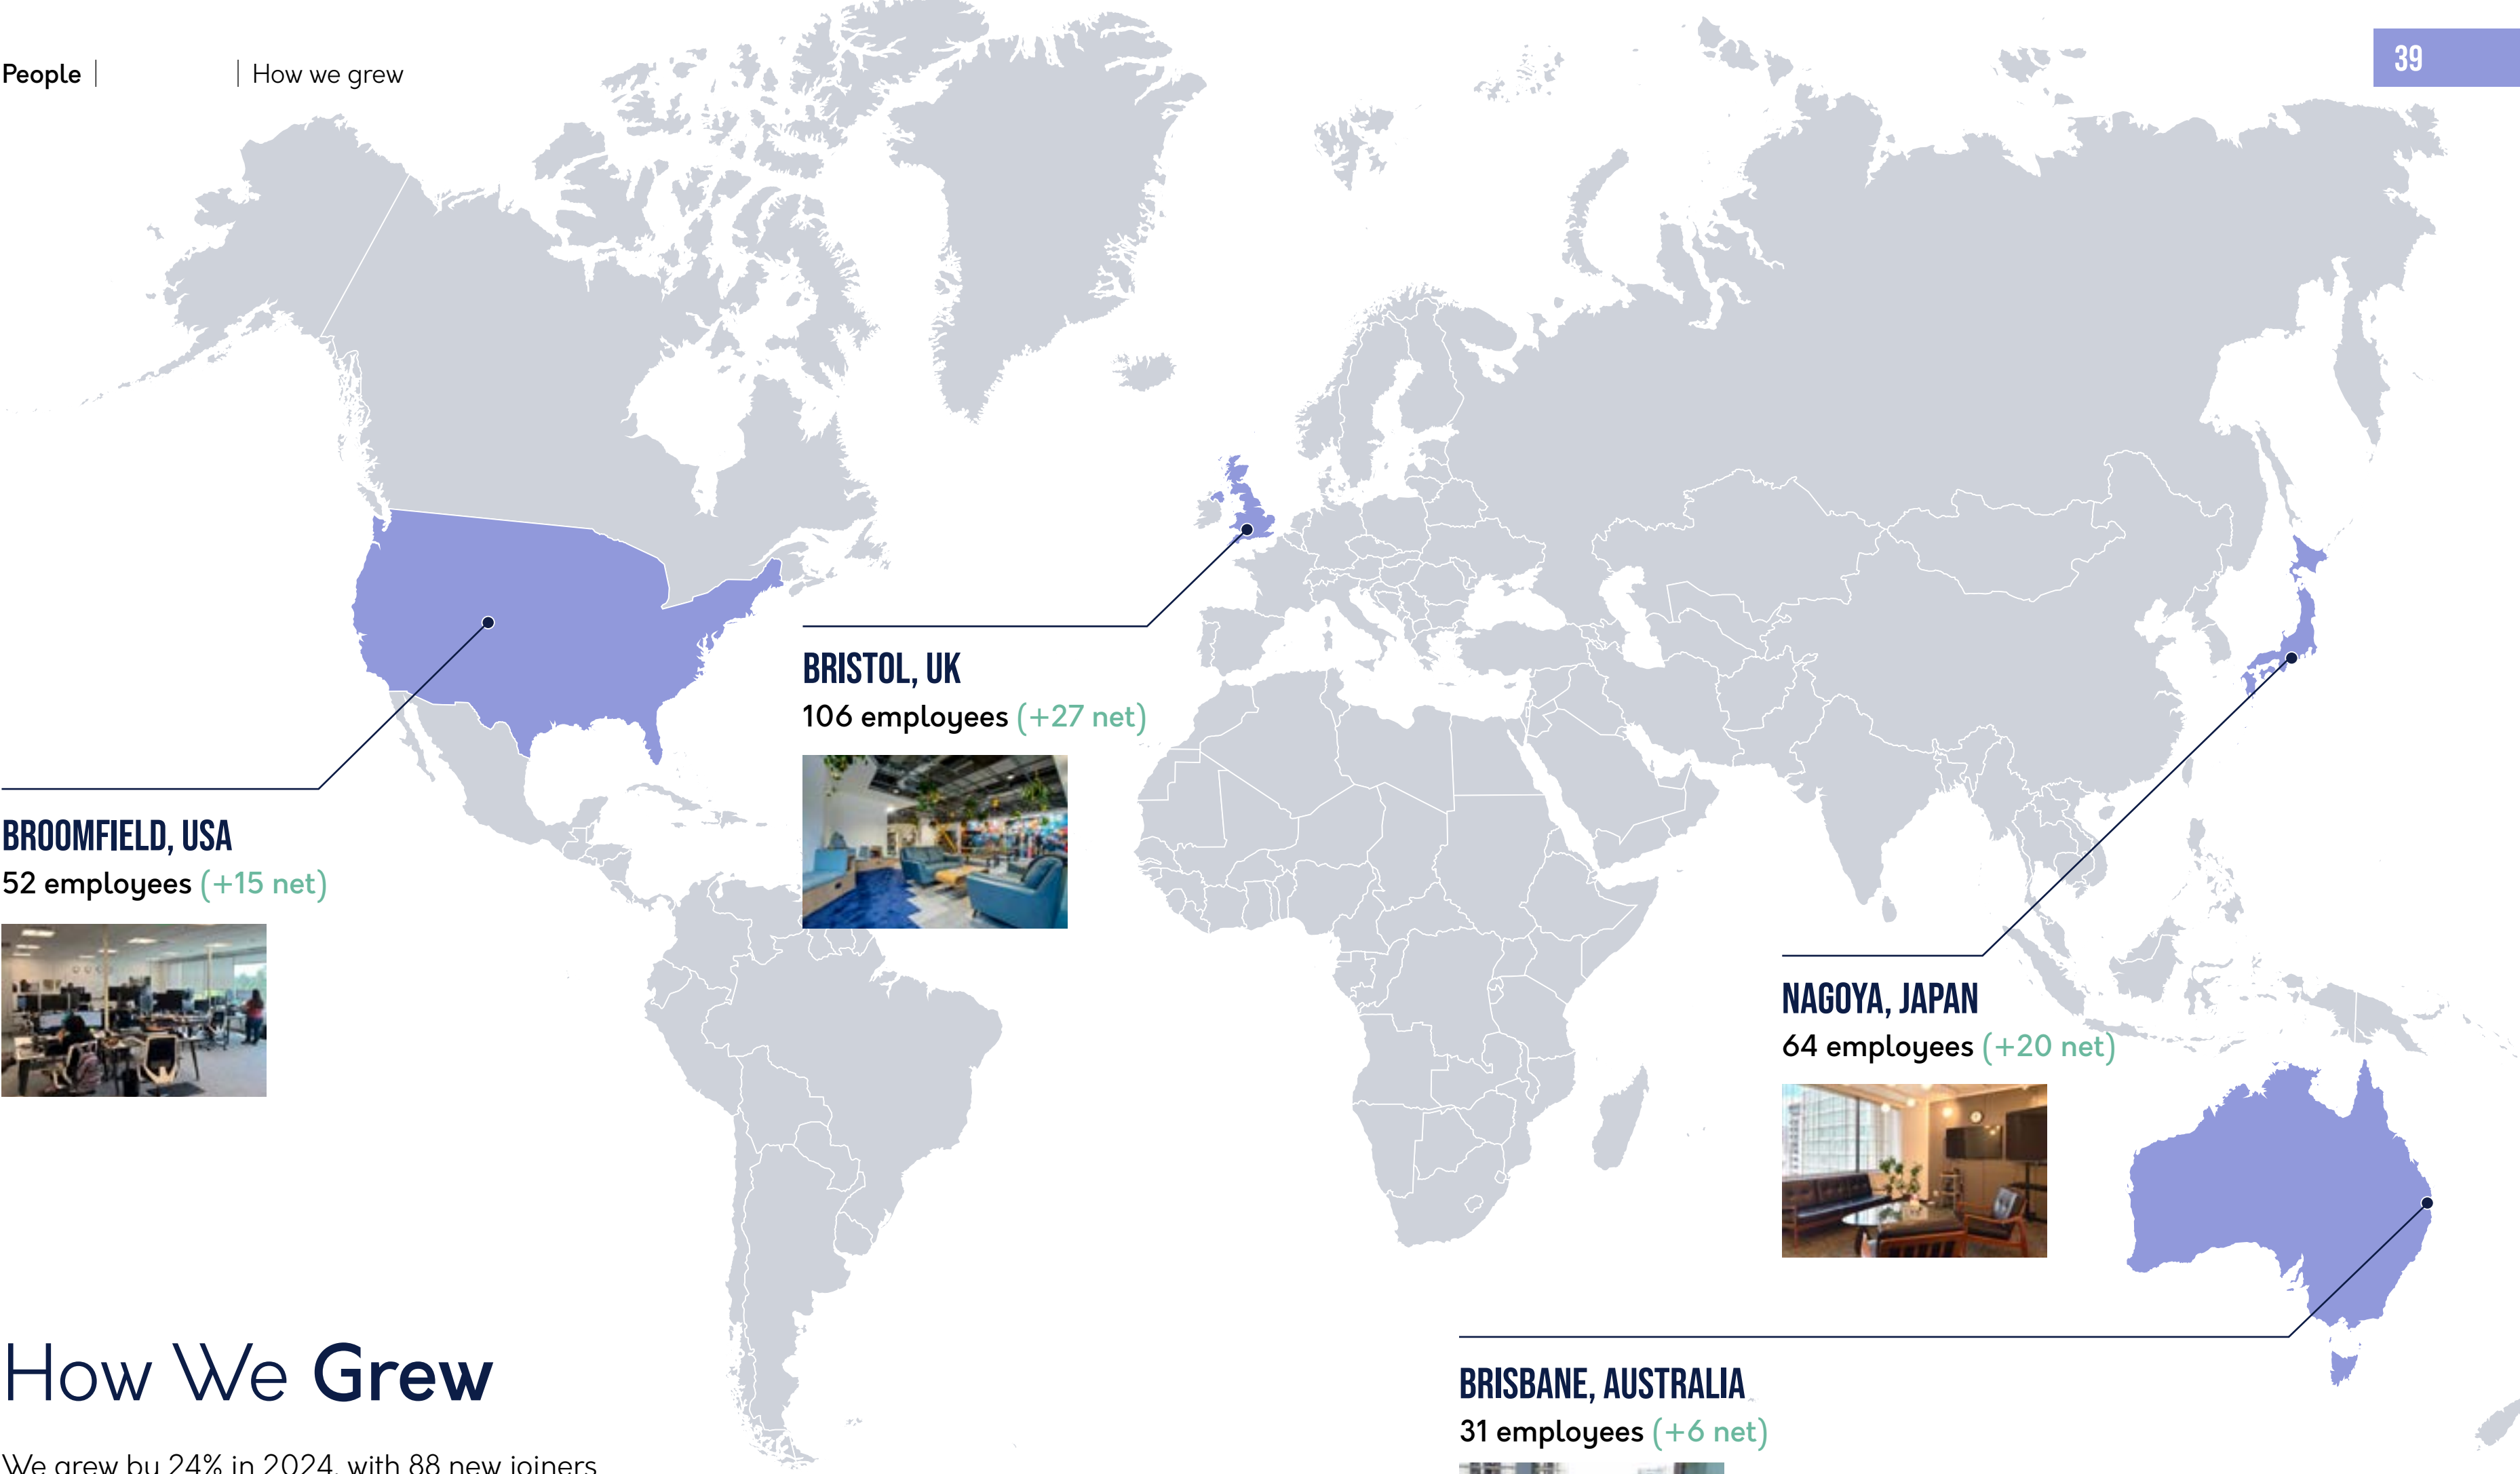 People
How we grew
39
BRISTOL, UK
106 employees (+27 net)
BROOMFIELD, USA
52 employees (+15 net)
NAGOYA, JAPAN
64 employees (+20 net)
How We Grew
We grew by 24% in 2024, with 88 new joiners
BRISBANE, AUSTRALIA
31 employees (+6 net)